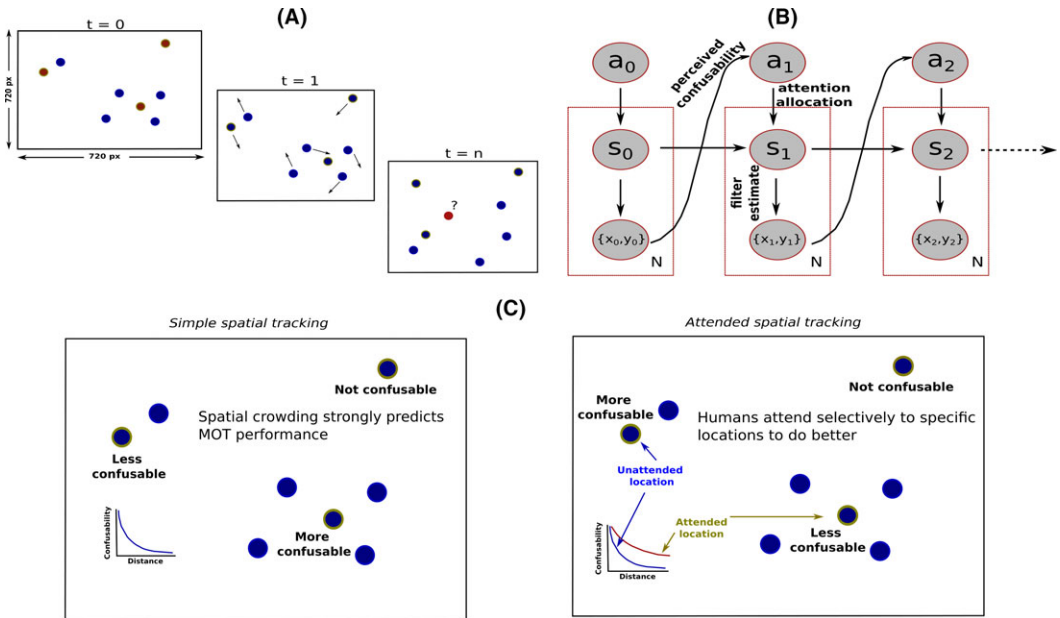 (A)
t = 0
720 px
720 px
t = 1
t = n
?
(B)
a0
a1
a2
perceived
confusability
attention
allocation
s0
s1
s2
filter
estimate
{x0,y0}
{x1,y1}
{x2,y2}
N
N
N
(C)
Simple spatial tracking
Not confusable
Spatial crowding strongly predicts
MOT performance
Less
confusable
More
confusable
Confusability
Distance
Attended spatial tracking
Not confusable
More
confusable
Humans attend selectively to specific
locations to do better
Unattended
location
Attended
location
Less
confusable
Confusability
Distance